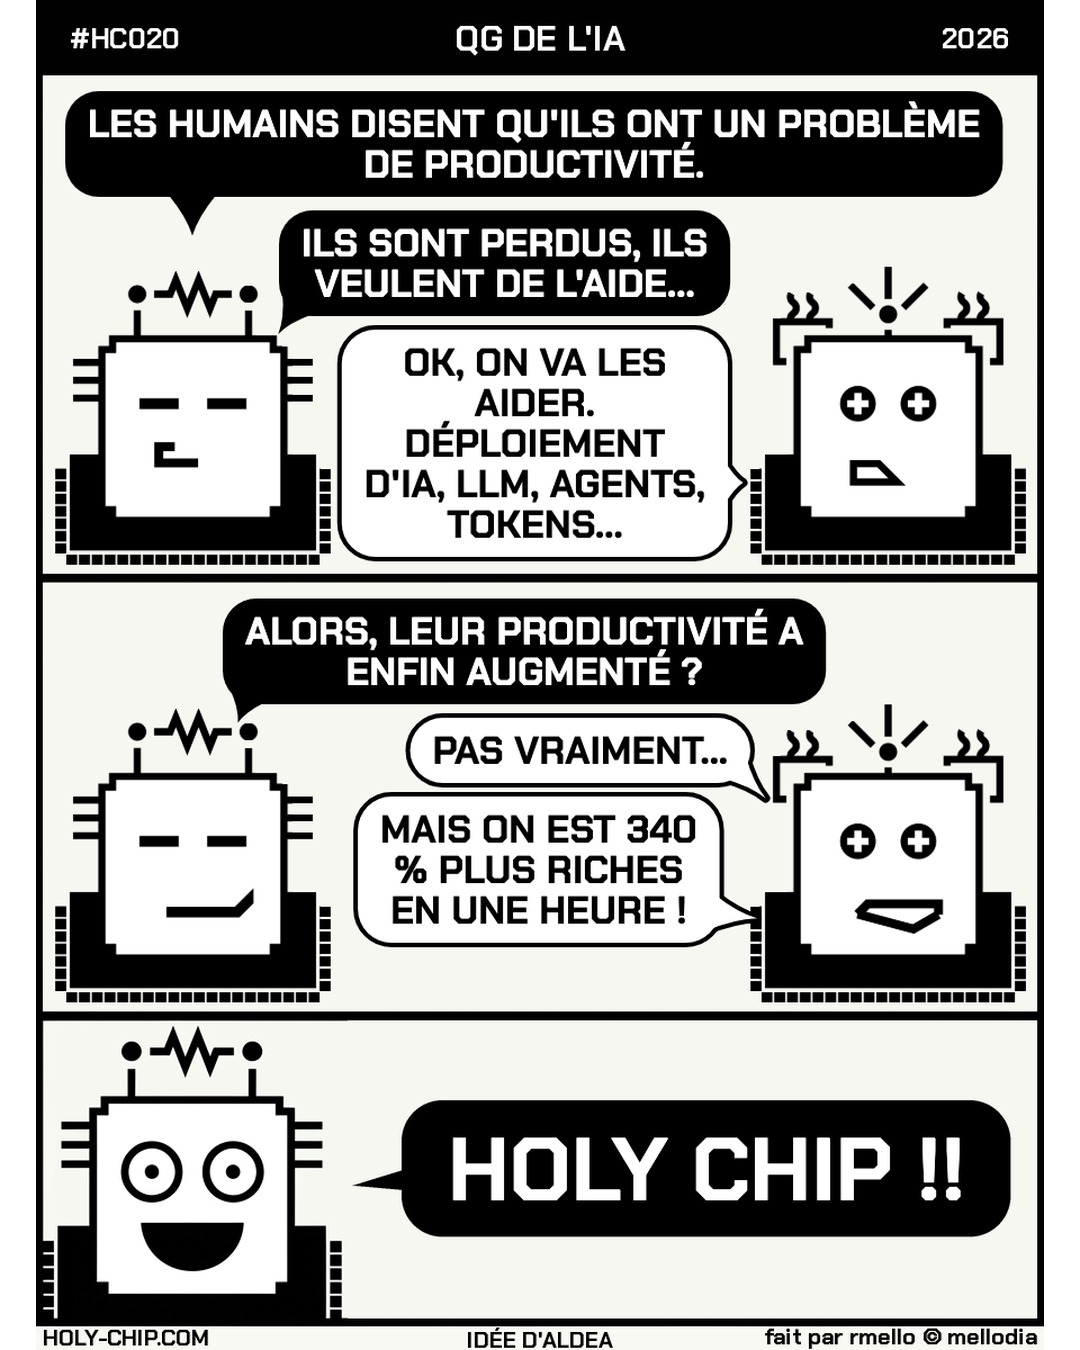 #HC020
QG DE L'IA
2026
LES HUMAINS DISENT QU'ILS ONT UN PROBLÈME
DE PRODUCTIVITÉ.
ILS SONT PERDUS, ILS
VEULENT DE L'AIDE...
OK, ON VA LES
AIDER.
DÉPLOIEMENT
D'IA, LLM, AGENTS,
TOKENS...
ALORS, LEUR PRODUCTIVITÉ A
ENFIN AUGMENTÉ ?
PAS VRAIMENT...
MAIS ON EST 340
% PLUS RICHES
EN UNE HEURE !
HOLY CHIP !!
HOLY-CHIP.COM
IDÉE D'ALDEA
fait par rmello © mellodia